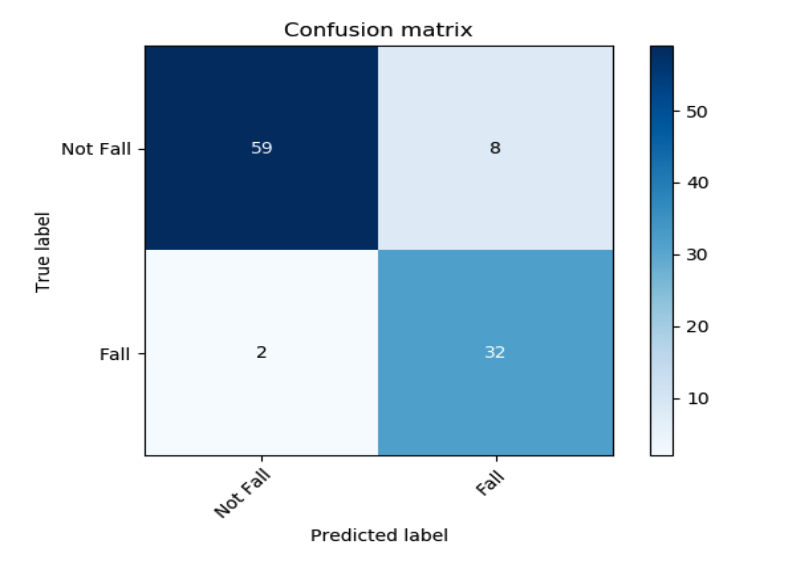 Confusion matrix
Not Fall
59
8
Fall
2
32
True label
Not Fall
Fall
Predicted label
50
40
30
20
10